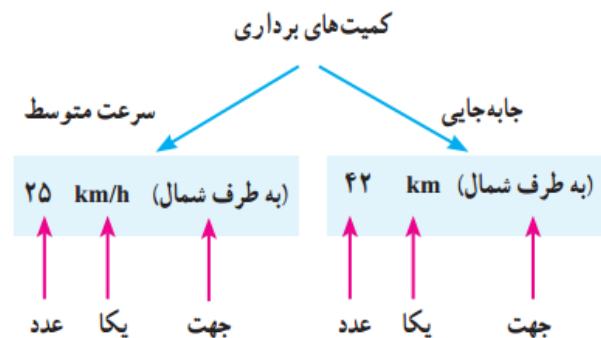 کمیت‌های برداری
جابه‌جایی
سرعت متوسط
۴۲ km (به طرف شمال)
۲۵ km/h (به طرف شمال)
جهت یکا عدد
جهت یکا عدد